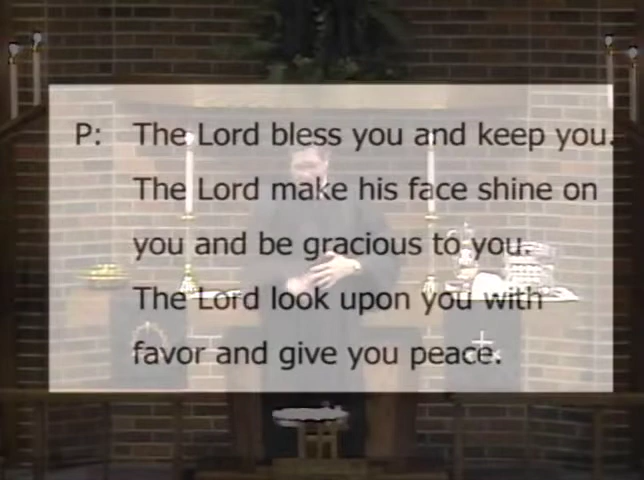 P: The Lord bless you and keep you.
The Lord make his face shine on
you and be gracious to you.
The Lord look upon you with
favor and give you peace.